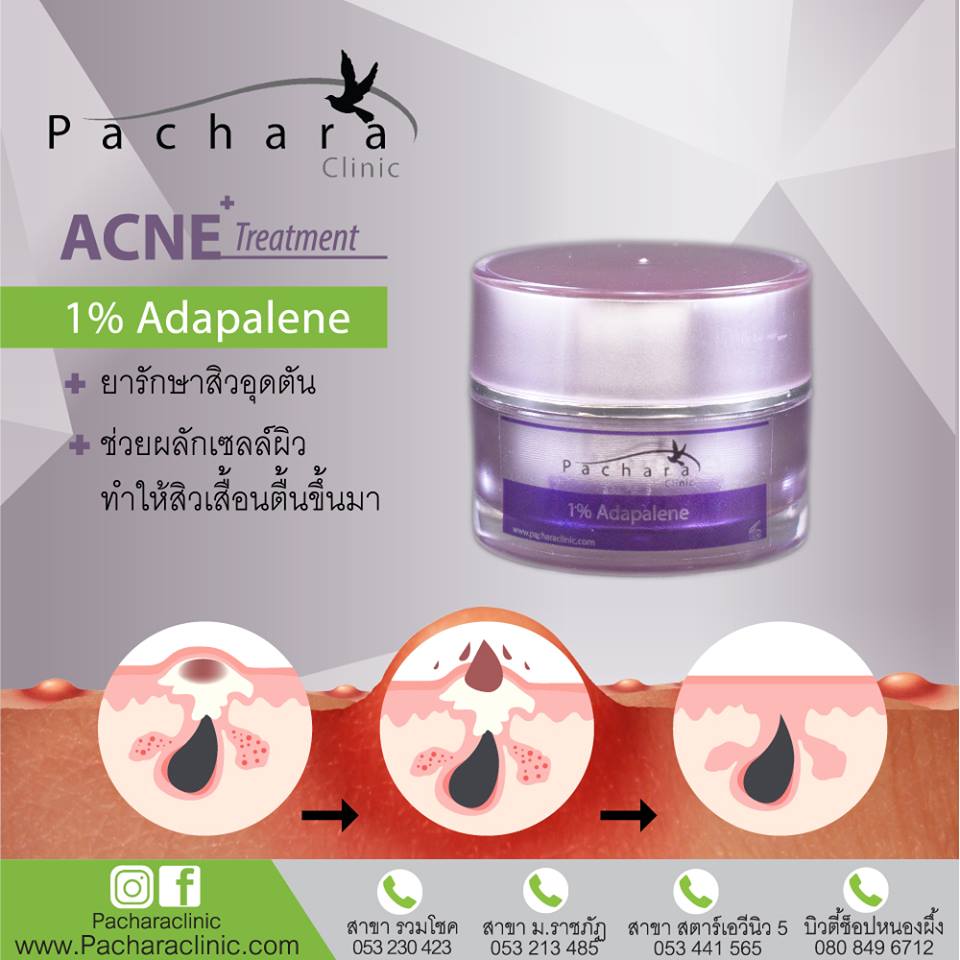 Pachara
Clinic
ACNE+ Treatment
1% Adapalene
+ ยารักษาสิวอุดตัน
+ ช่วยผลักเซลล์ผิว
ทำให้สิวเสื้อนตื้นขึ้นมา
Pachara
Clinic
1% Adapalene
www.pacharaclinic.com
Pacharaclinic
www.Pacharaclinic.com
สาขา รวมโชค
053 230 423
สาขา ม.ราชภัฏ
053 213 485
สาขา สตาร์เอวีนิว 5
053 441 565
บิวตี้ช็อปหนองผึ้ง
080 849 6712